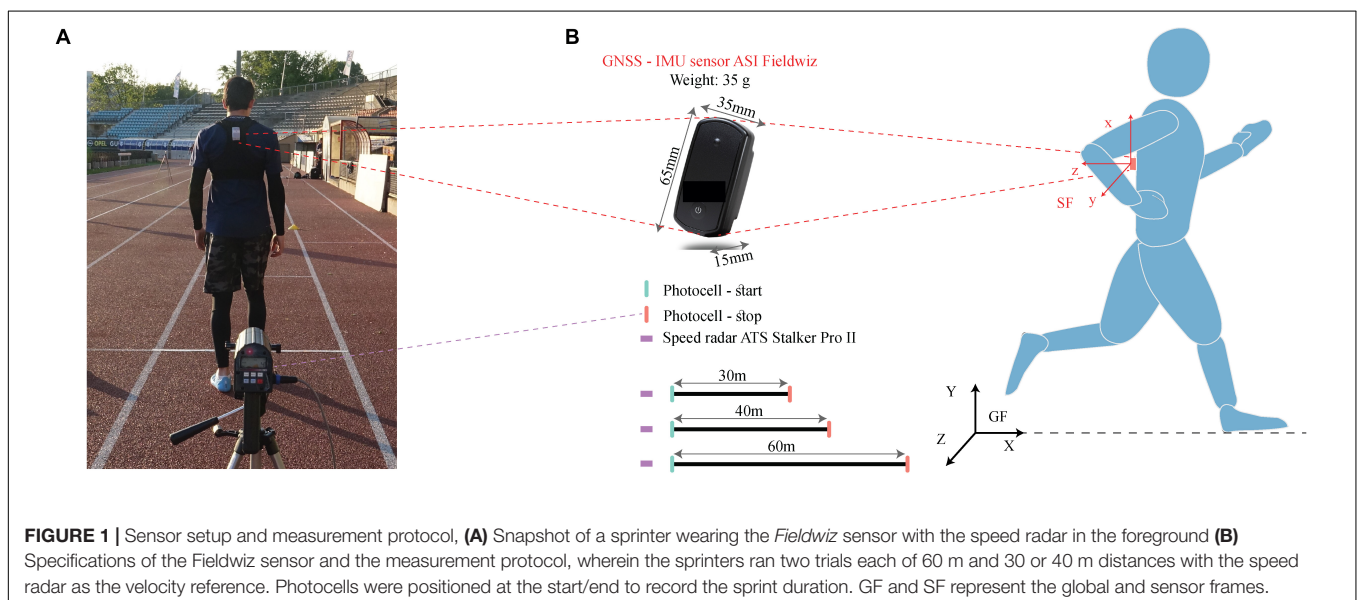 A
B
GNSS - IMU sensor ASI Fieldwiz
Weight: 35 g
35mm
65mm
15mm
x
z
y
SF
Photocell - start
Photocell - stop
Speed radar ATS Stalker Pro II
30m
40m
60m
Y
GF
Z
X
OPEL
FIGURE 1 | Sensor setup and measurement protocol, (A) Snapshot of a sprinter wearing the Fieldwiz sensor with the speed radar in the foreground (B)
Specifications of the Fieldwiz sensor and the measurement protocol, wherein the sprinters ran two trials each of 60 m and 30 or 40 m distances with the speed
radar as the velocity reference. Photocells were positioned at the start/end to record the sprint duration. GF and SF represent the global and sensor frames.